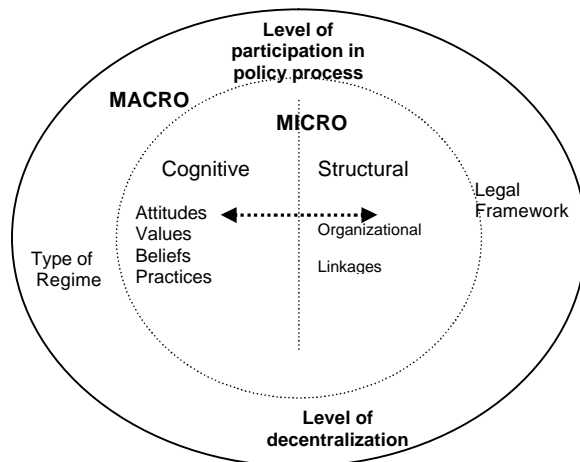 Level of
participation in
policy process
MACRO
MICRO
Cognitive
Structural
Attitudes
Values
Beliefs
Practices
Organizational
Linkages
Legal
Framework
Type of
Regime
Level of
decentralization